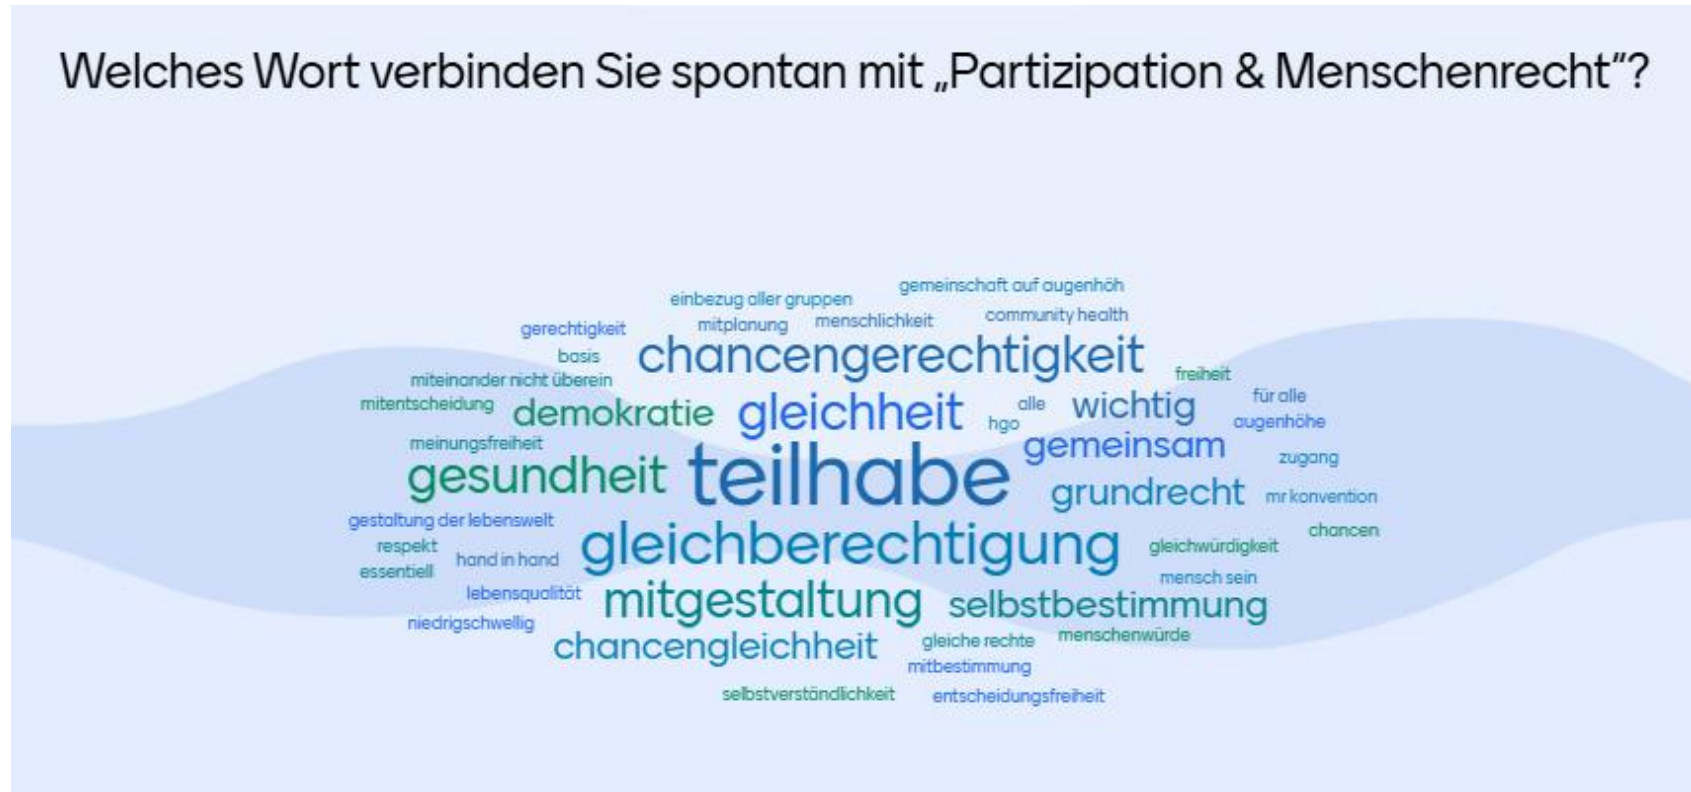 Welches Wort verbinden Sie spontan mit „Partizipation & Menschenrecht“?
gemeinschaft auf augenhöh
einbezug aller gruppen
community health
mitplanung
menschlichkeit
gerechtigkeit
basis
chancengerechtigkeit
freiheit
miteinander nicht überein
mitentscheidung
demokratie
gleichheit
alle
hgo
wichtig
für alle
augenhöhe
meinungsfreiheit
gemeinsam
zugang
gesundheit
teilhabe
grundrecht
mr konvention
gestaltung der lebenswelt
respekt
hand in hand
essentiell
gleichberechtigung
gleichwürdigkeit
chancen
mensch sein
lebensqualität
mitgestaltung
selbstbestimmung
niedrigschwellig
chancengleichheit
gleiche rechte
menschenwürde
mitbestimmung
selbstverständlichkeit
entscheidungsfreiheit